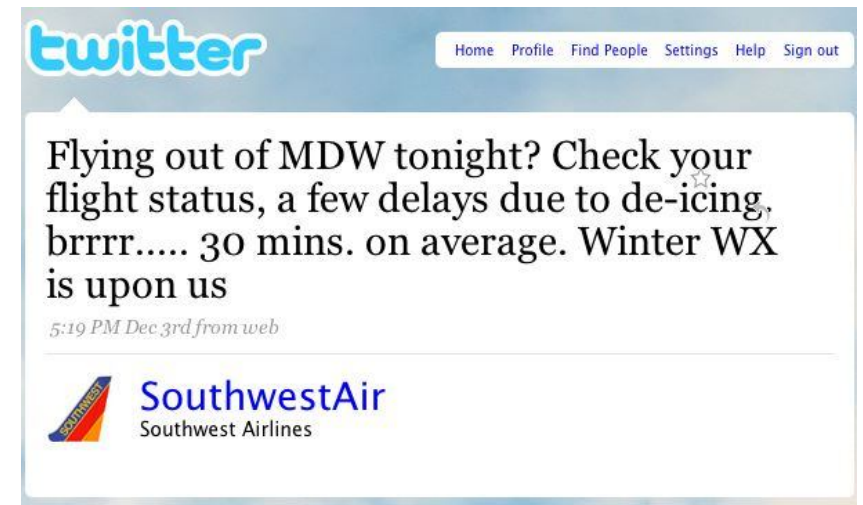 twitter
Home Profile Find People Settings Help Sign out
Flying out of MDW tonight? Check your
flight status, a few delays due to de-icing,
brrrr..... 30 mins. on average. Winter WX
is upon us
5:19 PM Dec 3rd from web
SOUTHWEST
SouthwestAir
Southwest Airlines